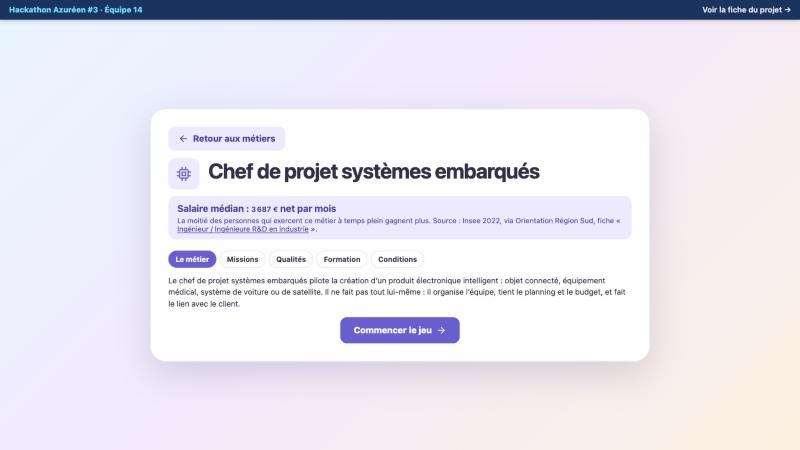 Hackathon Azuréen #3 · Équipe 14
Voir la fiche du projet →
← Retour aux métiers
Chef de projet systèmes embarqués
Salaire médian : 3 687 € net par mois
La moitié des personnes qui exercent ce métier à temps plein gagnent plus. Source : Insee 2022, via Orientation Région Sud, fiche «
Ingénieur / Ingénieure R&D en industrie ».
Le métier
Missions
Qualités
Formation
Conditions
Le chef de projet systèmes embarqués pilote la création d'un produit électronique intelligent : objet connecté, équipement
médical, système de voiture ou de satellite. Il ne fait pas tout lui-même : il organise l'équipe, tient le planning et le budget, et fait
le lien avec le client.
Commencer le jeu →